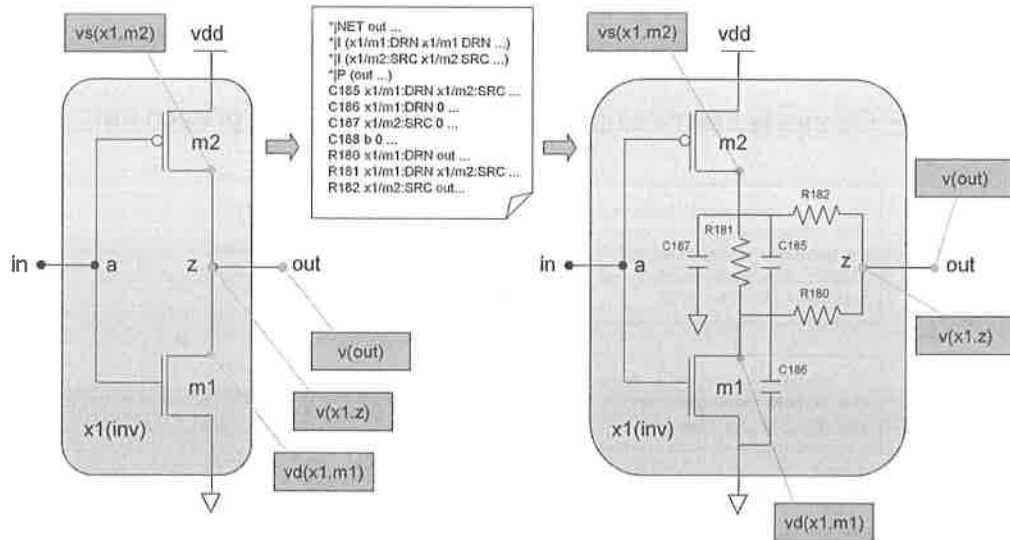 vs(x1.m2)
vdd
m2
in
a
z
out
m1
x1(inv)
v(out)
v(x1.z)
vd(x1.m1)
*|NET out ...
*|I (x1/m1:DRN x1/m1 DRN ...)
*|I (x1/m2:SRC x1/m2 SRC ...)
*|P (out ...)
C185 x1/m1:DRN x1/m2:SRC ...
C186 x1/m1:DRN 0 ...
C187 x1/m2:SRC 0 ...
C188 b 0 ...
R180 x1/m1:DRN out ...
R181 x1/m1:DRN x1/m2:SRC ...
R182 x1/m2:SRC out...
vs(x1.m2)
vdd
m2
v(out)
R182
R181
C187
C185
in
a
z
out
R180
v(x1.z)
m1
C186
x1(inv)
vd(x1.m1)